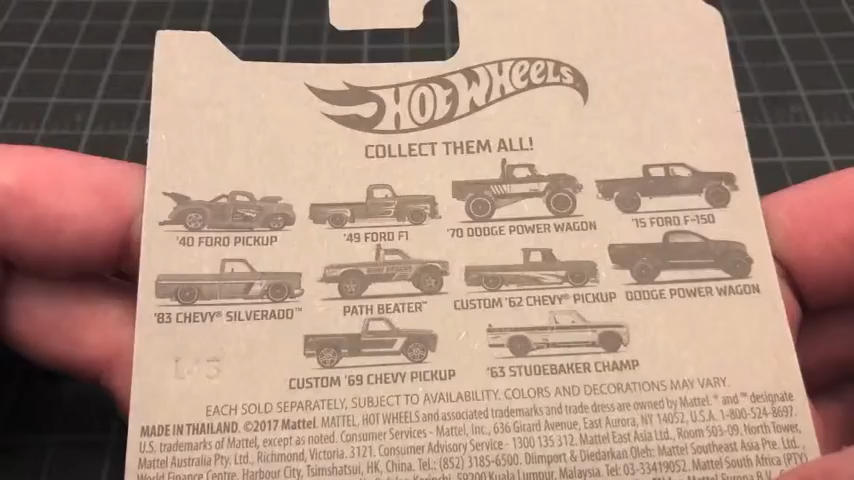 HOT WHEELS
COLLECT THEM ALL!
'40 FORD PICKUP
'49 FORD F1
'70 DODGE POWER WAGON
'15 FORD F-150
'83 CHEVY® SILVERADO™
PATH BEATER™
CUSTOM '62 CHEVY® PICKUP
DODGE POWER WAGON
CUSTOM '69 CHEVY PICKUP
'63 STUDEBAKER CHAMP
EACH SOLD SEPARATELY, SUBJECT TO AVAILABILITY. COLORS AND DECORATIONS MAY VARY.
MADE IN THAILAND. ©2017 Mattel. MATTEL, HOT WHEELS and associated trademarks and trade dress are owned by Mattel. ® and ™ designate
U.S. trademarks of Mattel, except as noted. Consumer Services - Mattel, Inc., 636 Girard Avenue, East Aurora, NY 14052, U.S.A. 1-800-524-8697.
Mattel Australia Pty., Ltd., Richmond, Victoria. 3121. Consumer Advisory Service - 1300 135 312. Mattel East Asia Ltd., Room 503-09, North Tower,
World Finance Centre, Harbour City, Tsimshatsui, HK, China. Tel.: (852) 3185-6500. Diimport & Diedarkan Oleh: Mattel Southeast Asia Pte. Ltd.,
58200 Kuala Lumpur, Malaysia. Tel: 03-33419052. Mattel South Africa (PTY)